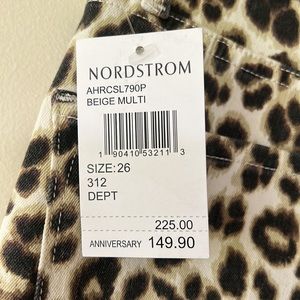 NORDSTROM
AHRCSL790P
BEIGE MULTI
1 90410 53211 3
SIZE:26
312
DEPT
225.00
ANNIVERSARY 149.90